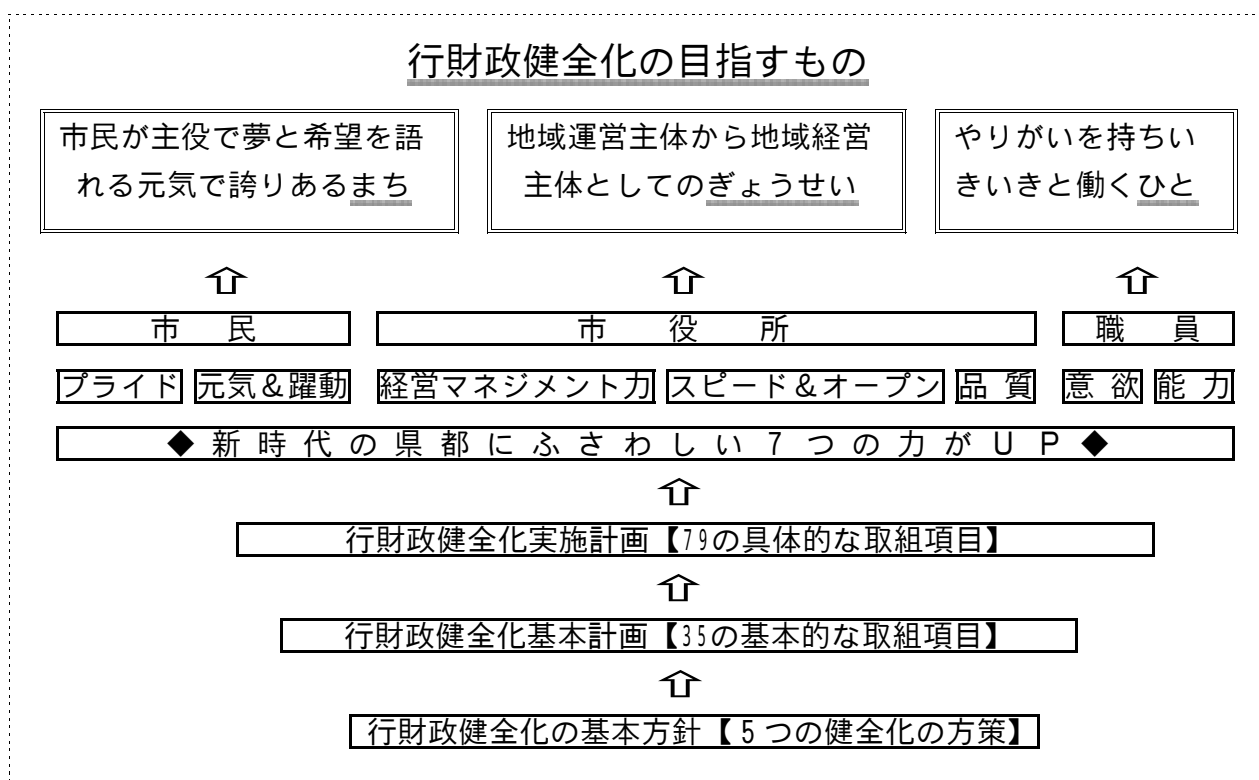 行財政健全化の目指すもの
市民が主役で夢と希望を語
れる元気で誇りあるまち
地域運営主体から地域経営
主体としてのぎょうせい
やりがいを持ちい
きいきと働くひと
市 民
市 役 所
職 員
プライド 元気&躍動 経営マネジメント力 スピード&オープン 品 質 意 欲 能 力
◆新時代の県都にふさわしい7つの力がUP◆
行財政健全化実施計画【79の具体的な取組項目】
行財政健全化基本計画【35の基本的な取組項目】
行財政健全化の基本方針【5つの健全化の方策】